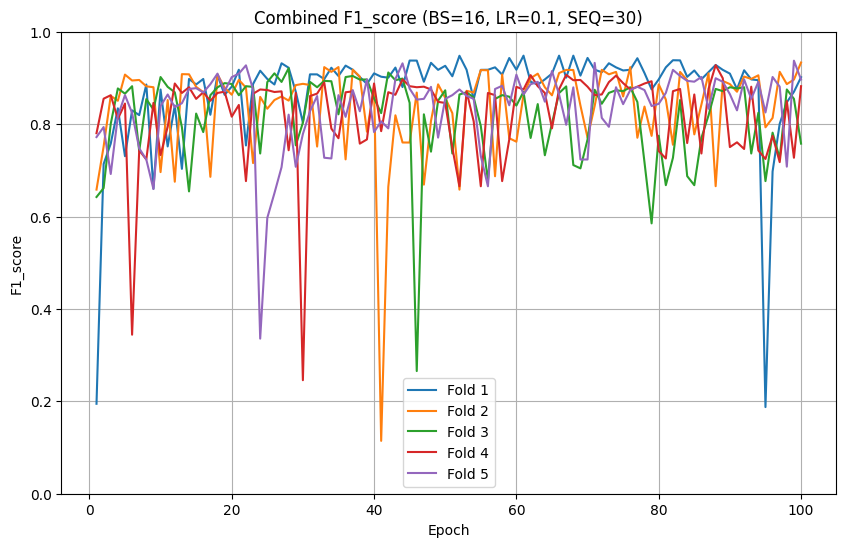 Combined F1_score (BS=16, LR=0.1, SEQ=30)
1.0
0.8
0.6
0.4
0.2
0.0
F1_score
Fold 1
Fold 2
Fold 3
Fold 4
Fold 5
0 20 40 60 80 100
Epoch